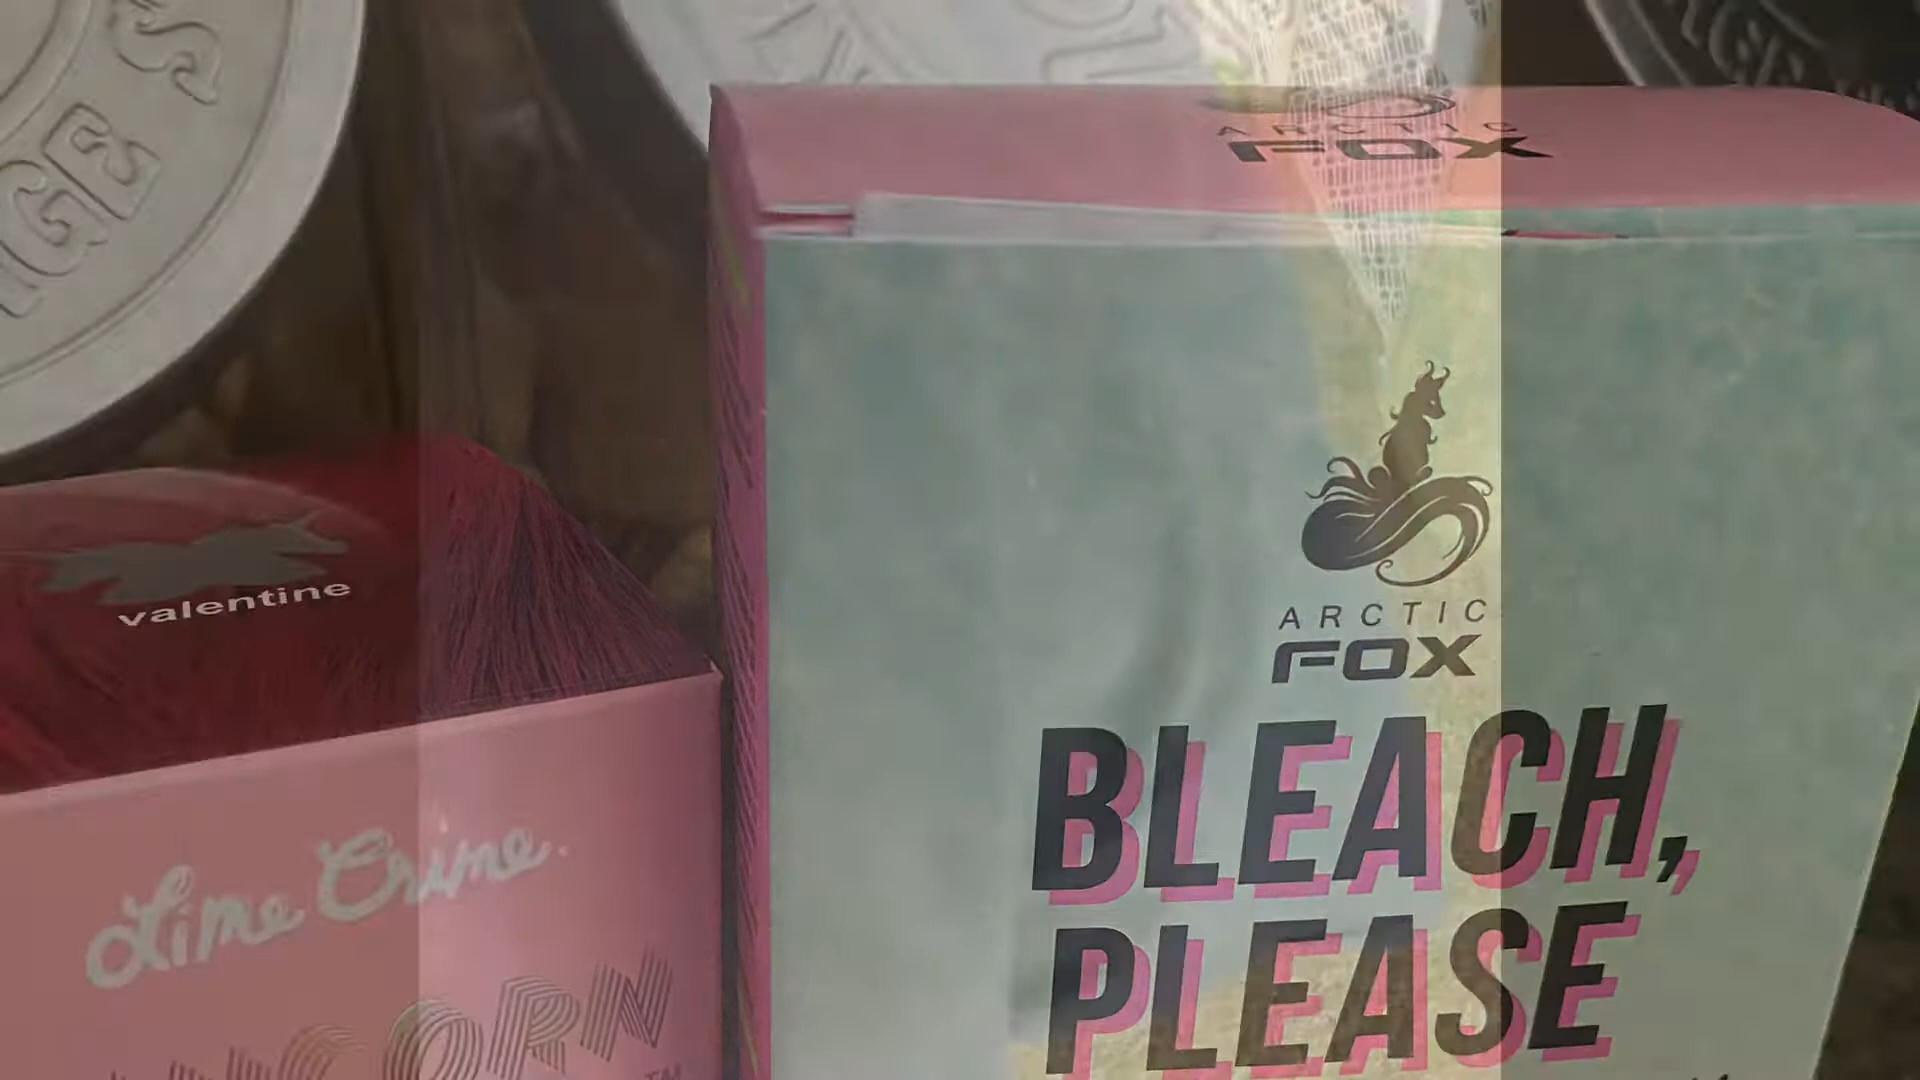 ARCTIC
FOX
valentine
ARCTIC
FOX
BLEACH,
PLEASE
Lime Crime.